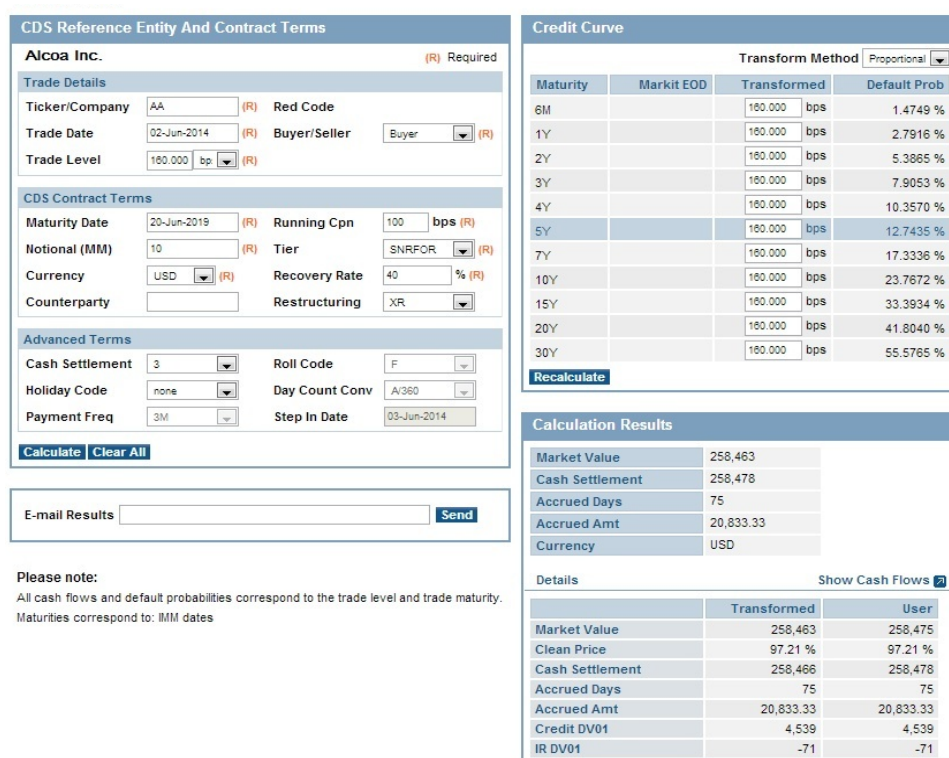 CDS Reference Entity And Contract Terms
Alcoa Inc. (R) Required
Trade Details
Ticker/Company AA (R) Red Code
Trade Date 02-Jun-2014 (R) Buyer/Seller Buyer (R)
Trade Level 160.000 bp: (R)
CDS Contract Terms
Maturity Date 20-Jun-2019 (R) Running Cpn 100 bps (R)
Notional (MM) 10 (R) Tier SNRFOR (R)
Currency USD (R) Recovery Rate 40 % (R)
Counterparty Restructuring XR
Advanced Terms
Cash Settlement 3 Roll Code F
Holiday Code none Day Count Conv A/360
Payment Freq 3M Step In Date 03-Jun-2014
Calculate Clear All
E-mail Results Send
Please note:
All cash flows and default probabilities correspond to the trade level and trade maturity.
Maturities correspond to: IMM dates
Credit Curve
Transform Method Proportional
Maturity Markit EOD Transformed Default Prob
6M 160.000 bps 1.4749 %
1Y 160.000 bps 2.7916 %
2Y 160.000 bps 5.3865 %
3Y 160.000 bps 7.9053 %
4Y 160.000 bps 10.3570 %
5Y 160.000 bps 12.7435 %
7Y 160.000 bps 17.3336 %
10Y 160.000 bps 23.7672 %
15Y 160.000 bps 33.3934 %
20Y 160.000 bps 41.8040 %
30Y 160.000 bps 55.5765 %
Recalculate
Calculation Results
Market Value 258,463
Cash Settlement 258,478
Accrued Days 75
Accrued Amt 20,833.33
Currency USD
Details Show Cash Flows
Transformed User
Market Value 258,463 258,475
Clean Price 97.21 % 97.21 %
Cash Settlement 258,466 258,478
Accrued Days 75 75
Accrued Amt 20,833.33 20,833.33
Credit DV01 4,539 4,539
IR DV01 -71 -71